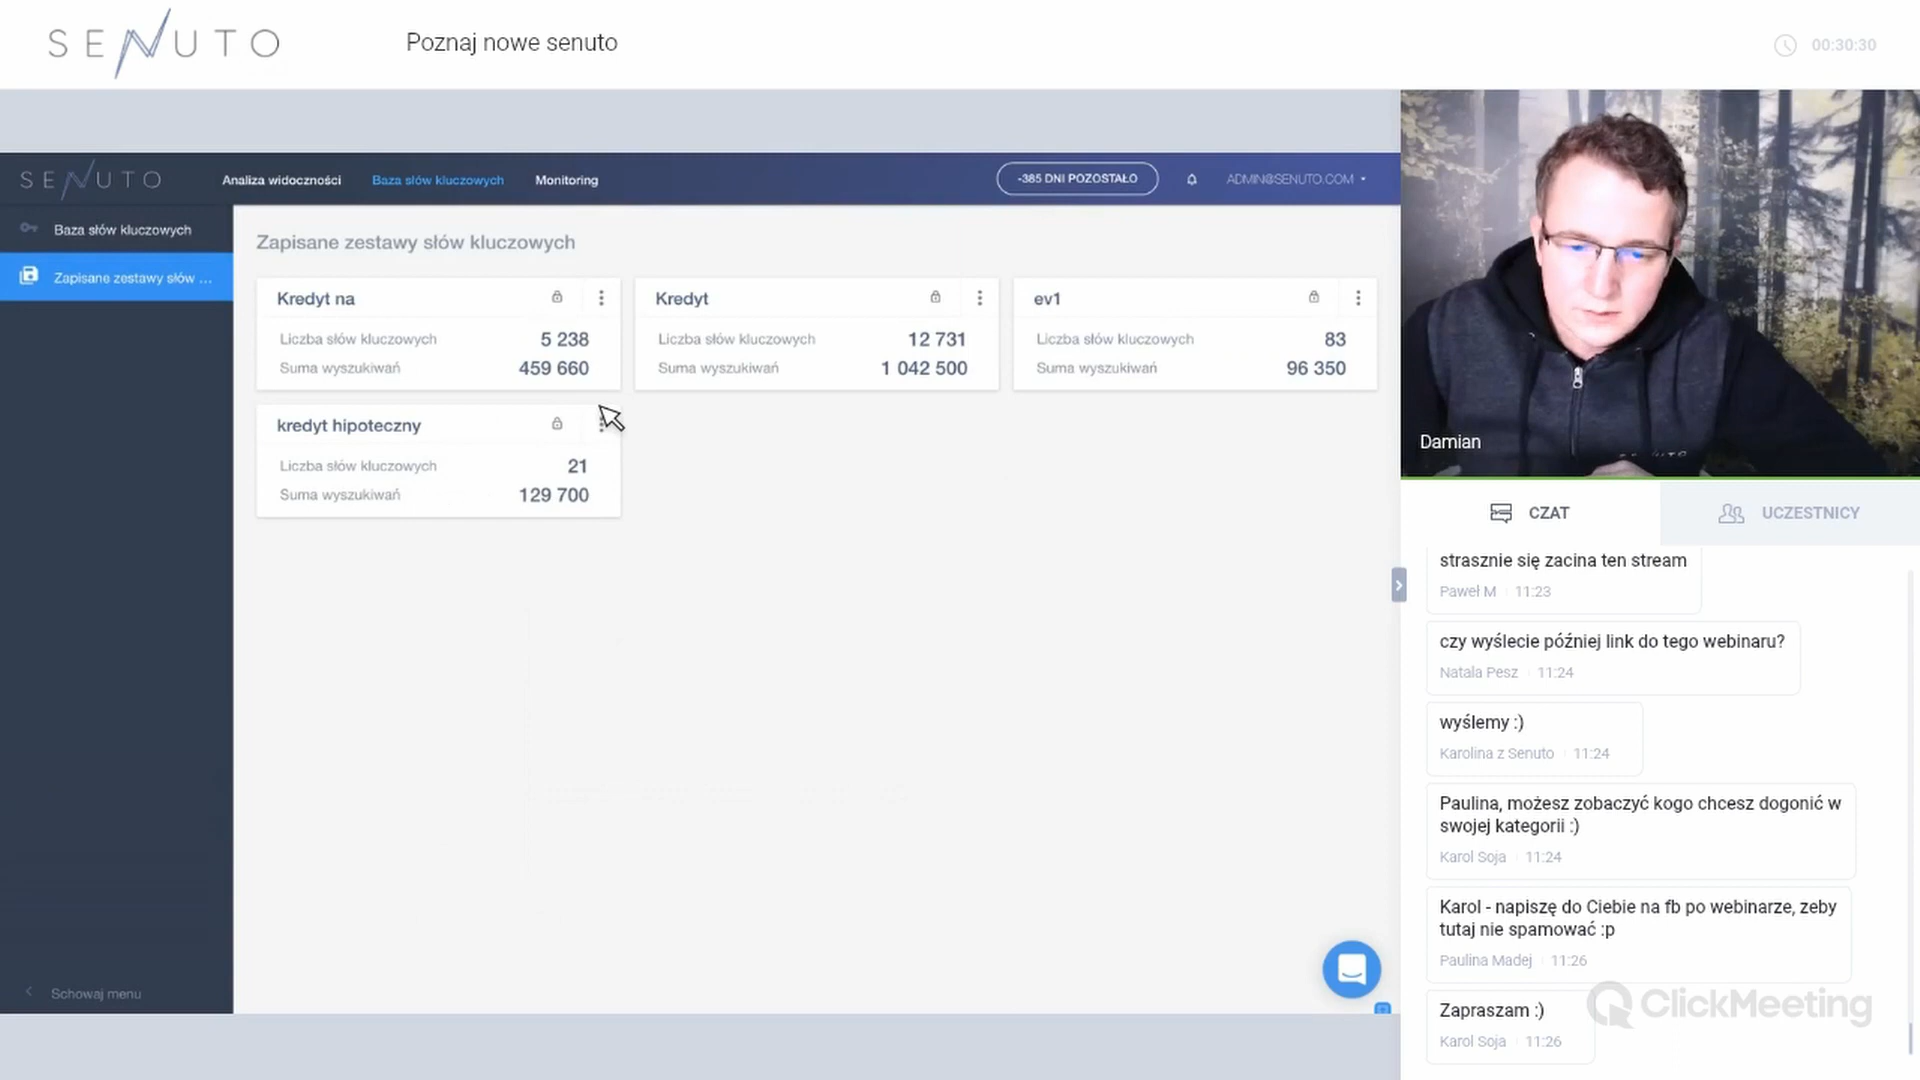 SENUTO
Poznaj nowe senuto
00:30:30
SENUTO
Analiza widoczności
Baza słów kluczowych
Monitoring
-385 DNI POZOSTAŁO
ADMIN@SENUTO.COM
Baza słów kluczowych
Zapisane zestawy słów ...
Zapisane zestawy słów kluczowych
Kredyt na
Liczba słów kluczowych 5 238
Suma wyszukiwań 459 660
Kredyt
Liczba słów kluczowych 12 731
Suma wyszukiwań 1 042 500
ev1
Liczba słów kluczowych 83
Suma wyszukiwań 96 350
kredyt hipoteczny
Liczba słów kluczowych 21
Suma wyszukiwań 129 700
Schowaj menu
Damian
SENUTO
CZAT
UCZESTNICY
strasznie się zacina ten stream
Paweł M 11:23
czy wyślecie później link do tego webinaru?
Natala Pesz 11:24
wyślemy :)
Karolina z Senuto 11:24
Paulina, możesz zobaczyć kogo chcesz dogonić w
swojej kategorii :)
Karol Soja 11:24
Karol - napiszę do Ciebie na fb po webinarze, zeby
tutaj nie spamować :p
Paulina Madej 11:26
Zapraszam :)
Karol Soja 11:26
ClickMeeting